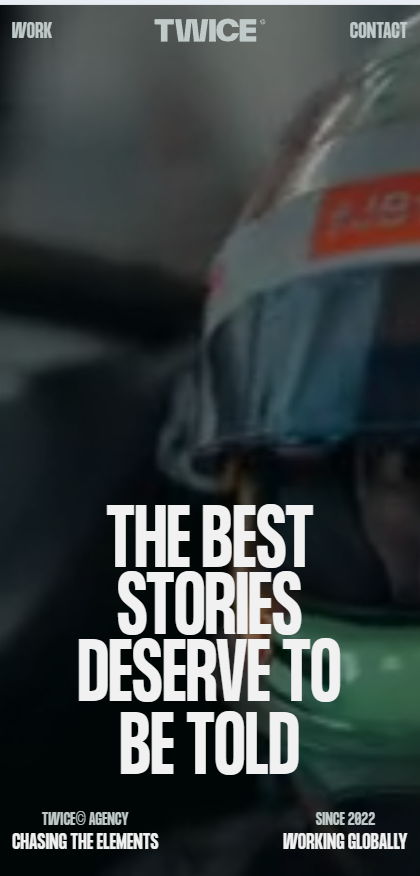 WORK
TWICE®
CONTACT
THE BEST
STORIES
DESERVE TO
BE TOLD
TWICE© AGENCY
SINCE 2022
CHASING THE ELEMENTS
WORKING GLOBALLY